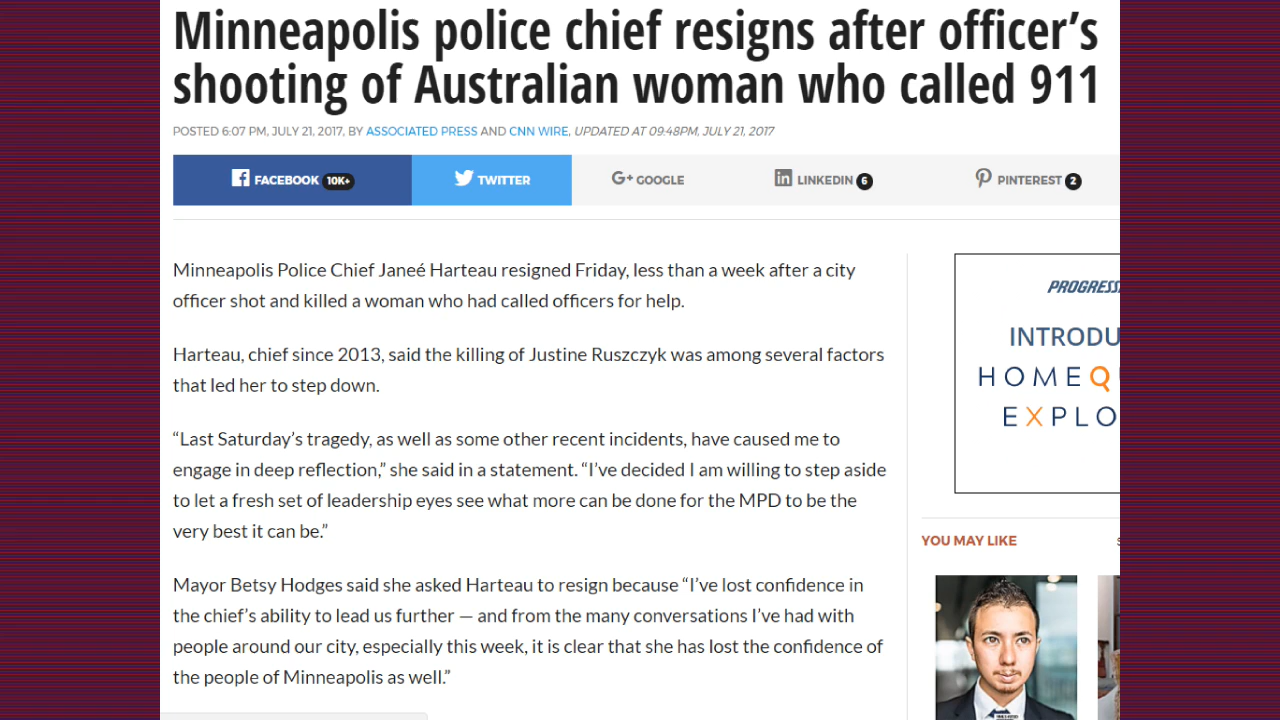 Minneapolis police chief resigns after officer’s
shooting of Australian woman who called 911
POSTED 6:07 PM, JULY 21, 2017, BY ASSOCIATED PRESS AND CNN WIRE, UPDATED AT 09:48PM, JULY 21, 2017
FACEBOOK 10K+ TWITTER G+ GOOGLE LINKEDIN 6 PINTEREST 2
Minneapolis Police Chief Janeé Harteau resigned Friday, less than a week after a city
officer shot and killed a woman who had called officers for help.
Harteau, chief since 2013, said the killing of Justine Ruszczyk was among several factors
that led her to step down.
“Last Saturday’s tragedy, as well as some other recent incidents, have caused me to
engage in deep reflection,” she said in a statement. “I’ve decided I am willing to step aside
to let a fresh set of leadership eyes see what more can be done for the MPD to be the
very best it can be.”
Mayor Betsy Hodges said she asked Harteau to resign because “I’ve lost confidence in
the chief’s ability to lead us further — and from the many conversations I’ve had with
people around our city, especially this week, it is clear that she has lost the confidence of
the people of Minneapolis as well.”
PROGRESS
INTRODU
HOMEQ
EXPLO
YOU MAY LIKE